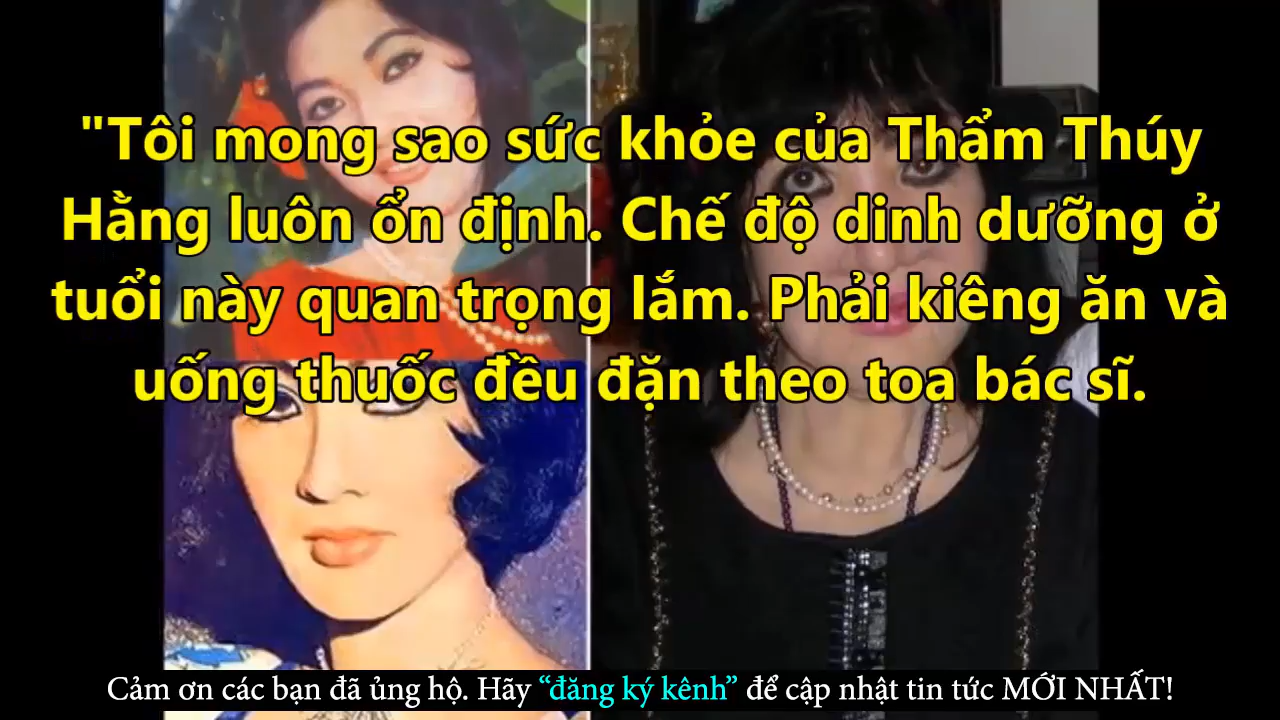 "Tôi mong sao sức khỏe của Thẩm Thúy
Hằng luôn ổn định. Chế độ dinh dưỡng ở
tuổi này quan trọng lắm. Phải kiêng ăn và
uống thuốc đều đặn theo toa bác sĩ.
Cảm ơn các bạn đã ủng hộ. Hãy “đăng ký kênh” để cập nhật tin tức MỚI NHẤT!